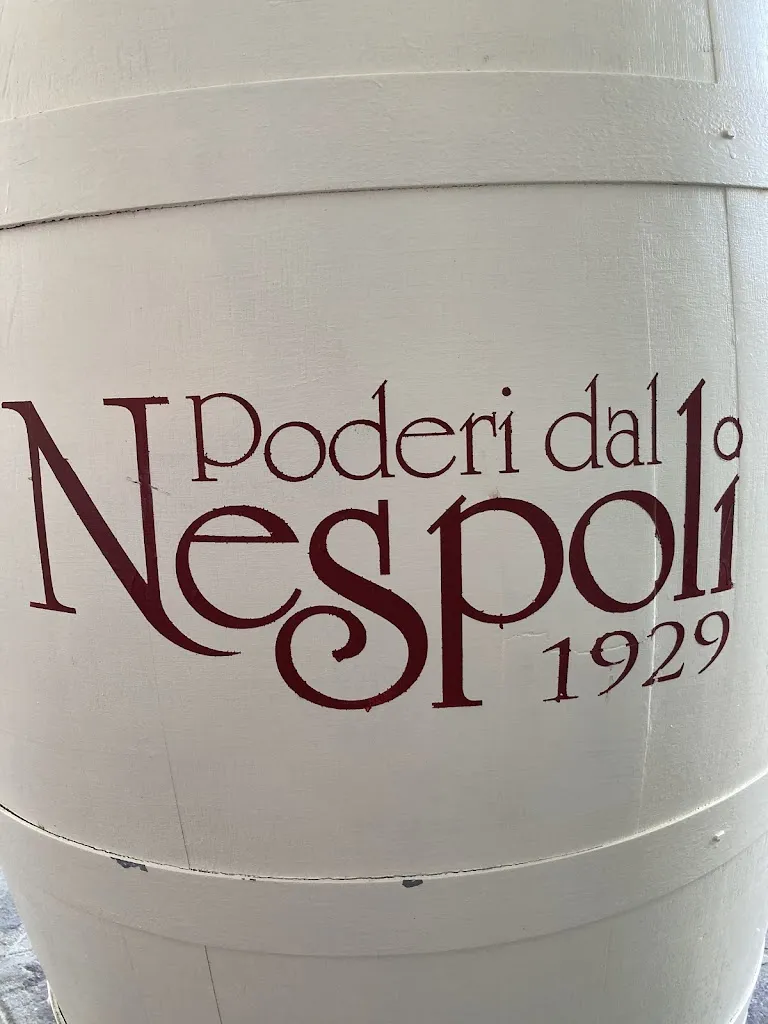 Poderi dal
Nespoli
1929